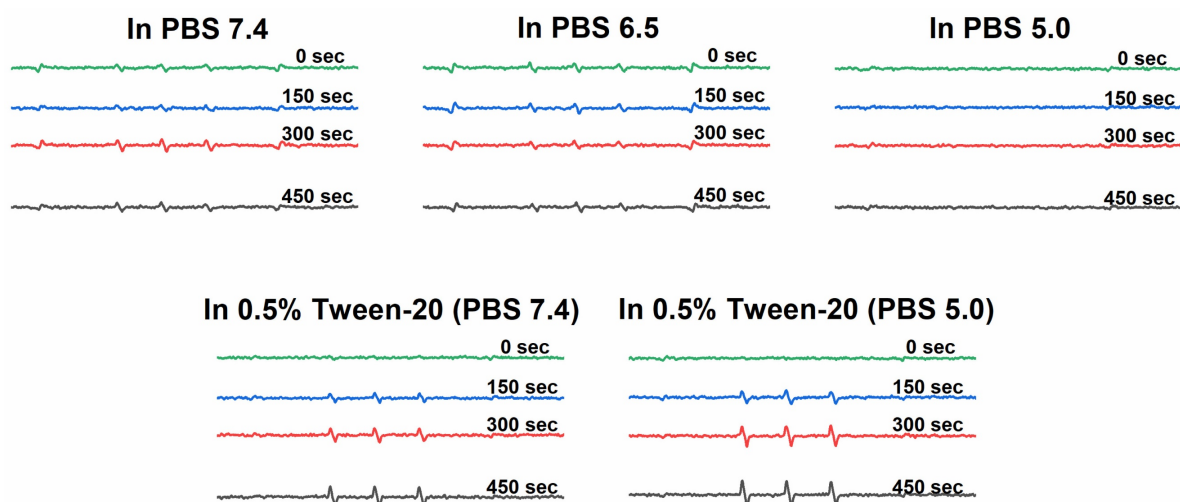 In PBS 7.4
0 sec
150 sec
300 sec
450 sec
In PBS 6.5
0 sec
150 sec
300 sec
450 sec
In PBS 5.0
0 sec
150 sec
300 sec
450 sec
In 0.5% Tween-20 (PBS 7.4)
0 sec
150 sec
300 sec
450 sec
In 0.5% Tween-20 (PBS 5.0)
0 sec
150 sec
300 sec
450 sec